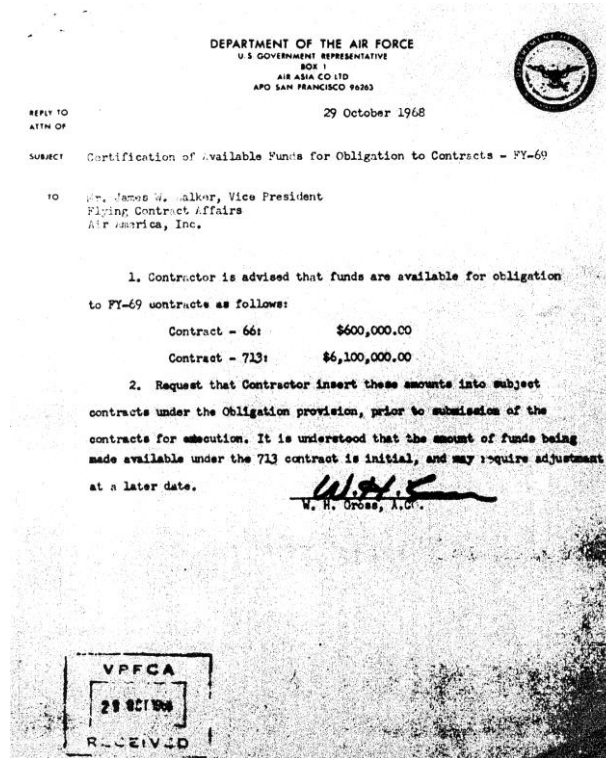 DEPARTMENT OF THE AIR FORCE
U.S GOVERNMENT REPRESENTATIVE
BOX 1
AIR ASIA CO LTD
APO SAN FRANCISCO 96263
REPLY TO
ATTN OF
29 October 1968
SUBJECT Certification of Available Funds for Obligation to Contracts - FY-69
TO Mr. James W. Walker, Vice President
Flying Contract Affairs
Air America, Inc.
1. Contractor is advised that funds are available for obligation
to FY-69 contracts as follows:
Contract - 66: $600,000.00
Contract - 713: $6,100,000.00
2. Request that Contractor insert these amounts into subject
contracts under the Obligation provision, prior to submission of the
contracts for execution. It is understood that the amount of funds being
made available under the 713 contract is initial, and may require adjustment
at a later date.
W. H. Gross, A.CO.
VPFCA
29 OCT 1968
RECEIVED